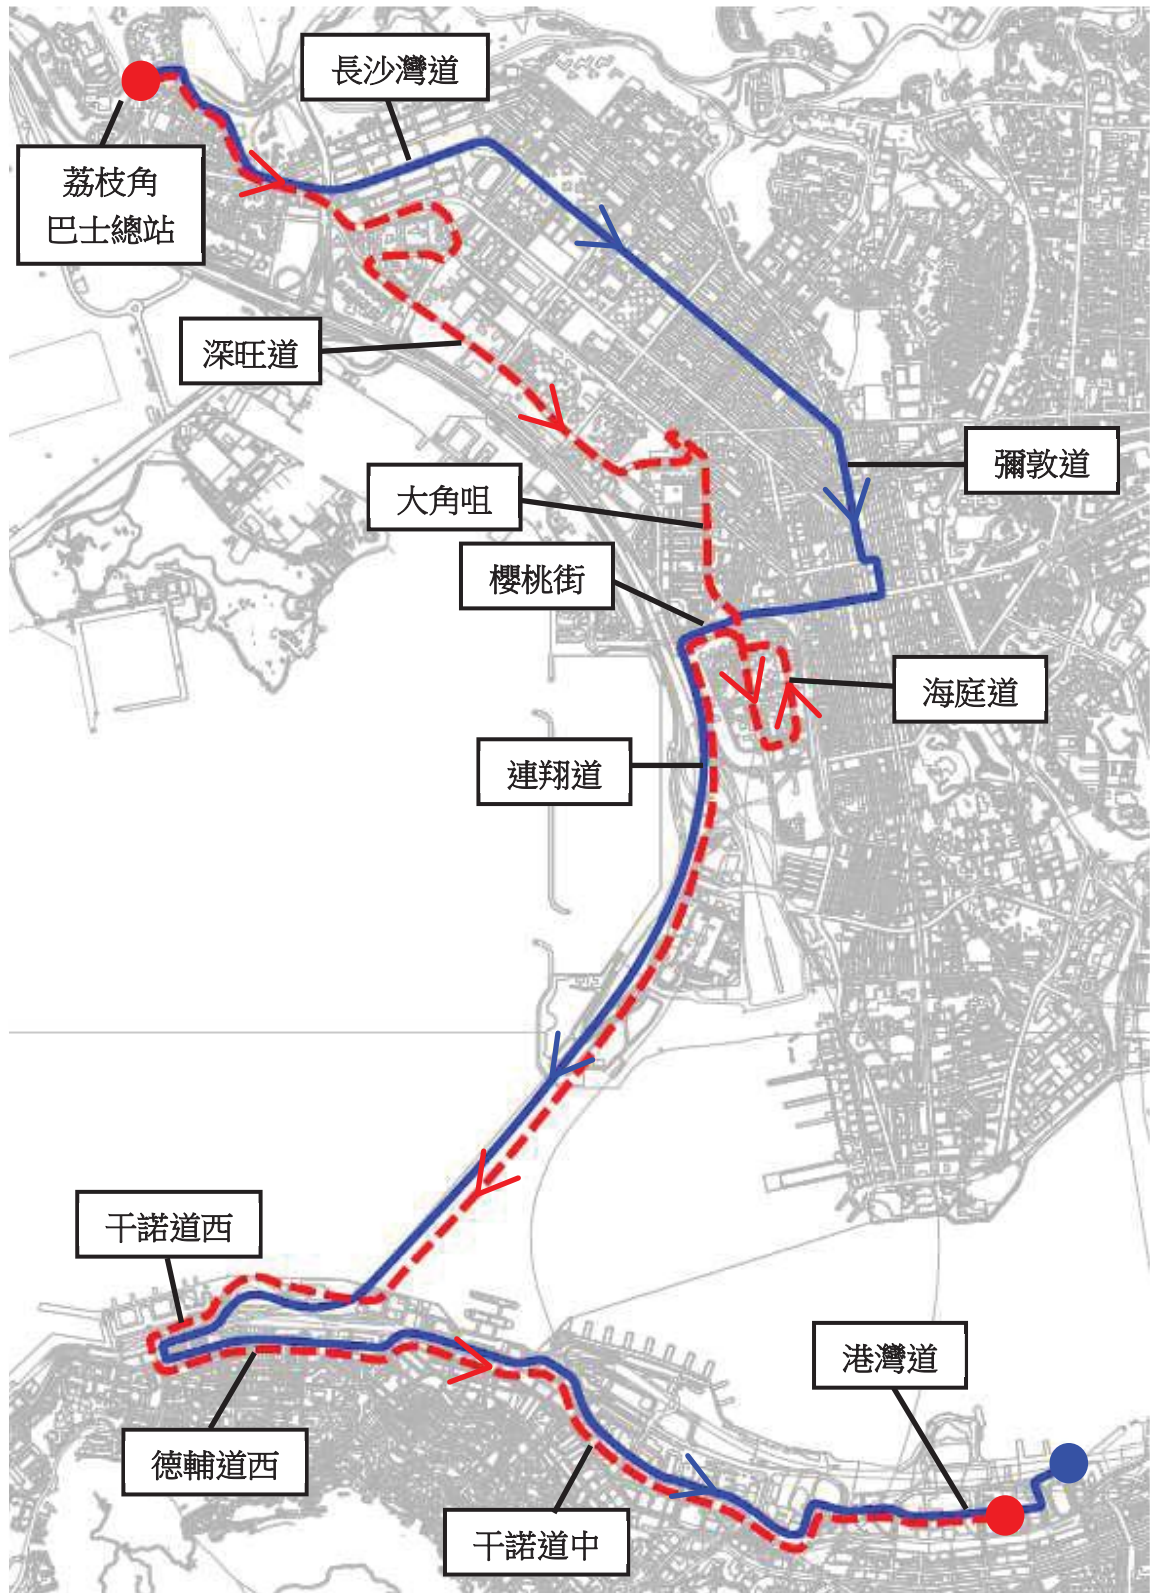 長沙灣道
荔枝角
巴士總站
深旺道
彌敦道
大角咀
櫻桃街
海庭道
連翔道
干諾道西
港灣道
德輔道西
干諾道中